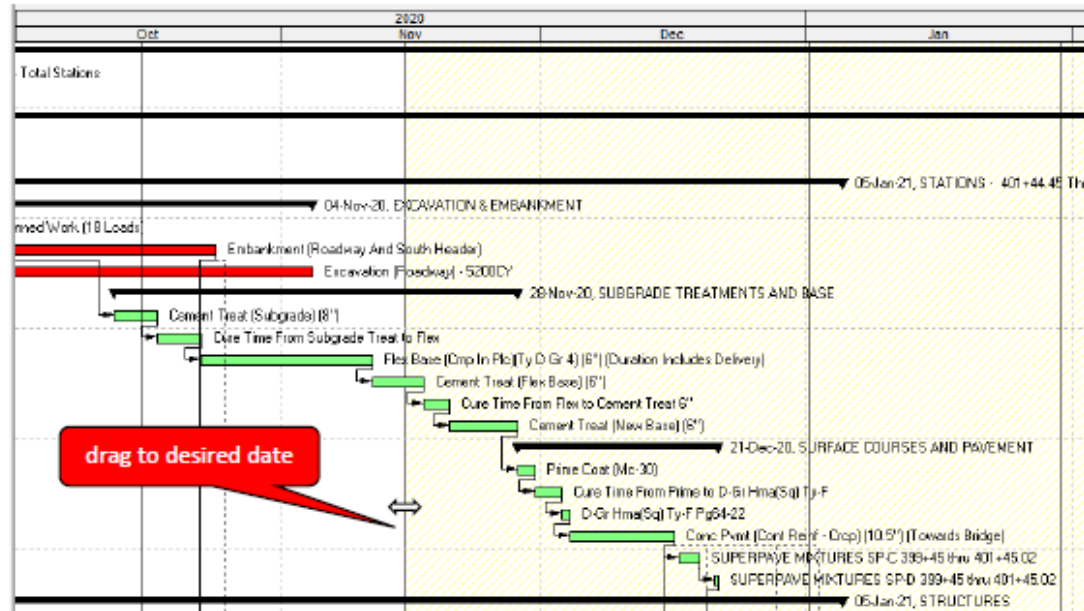 2020
Oct Nov Dec Jan
Total Stations
05-Jan-21, STATIONS - 401+44.45 Th
04-Nov-20, EXCAVATION & EMBANKMENT
nned Work (18 Loads)
Embankment (Roadway And South Header)
Excavation (Roadway) - 5200CY
28-Nov-20, SUBGRADE TREATMENTS AND BASE
Cement Treat (Subgrade) (8")
Cure Time From Subgrade Treat to Flex
Flex Base (Cmp In Plc)(Ty D Gr 4) (6") (Duration Includes Delivery)
Cement Treat (Flex Base) (6")
Cure Time From Flex to Cement Treat 6"
Cement Treat (New Base) (6")
drag to desired date
21-Dec-20, SURFACE COURSES AND PAVEMENT
Prime Coat (Mc-30)
Cure Time From Prime to D-Gr Hma(Sq) Ty-F
D-Gr Hma(Sq) Ty-F Pg64-22
Conc Pvmt (Cont Reinf - Crcp) (10.5") (Towards Bridge)
SUPERPAVE MIXTURES SP-C 399+45 thru 401+45.02
SUPERPAVE MIXTURES SP-D 399+45 thru 401+45.02
05-Jan-21, STRUCTURES